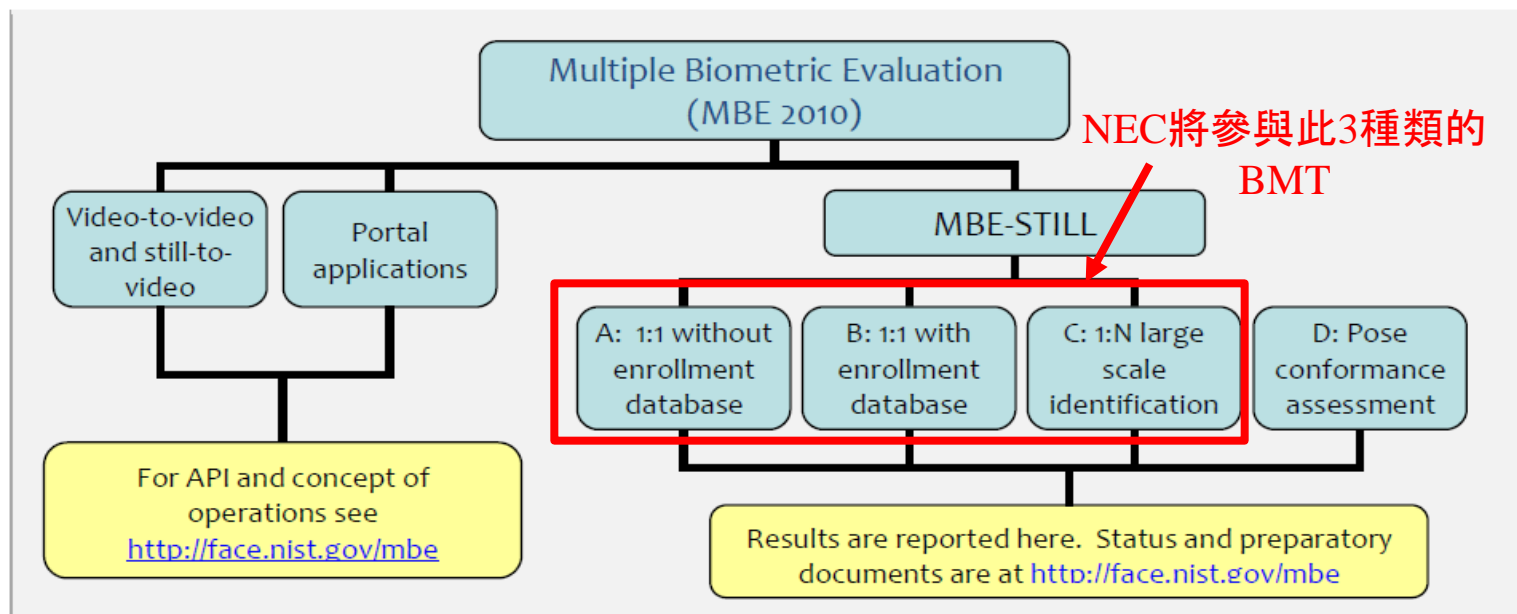 Multiple Biometric Evaluation
(MBE 2010)
NEC將參與此3種類的
BMT
Video-to-video
and still-to-
video
Portal
applications
MBE-STILL
A: 1:1 without
enrollment
database
B: 1:1 with
enrollment
database
C: 1:N large
scale
identification
D: Pose
conformance
assessment
For API and concept of
operations see
http://face.nist.gov/mbe
Results are reported here. Status and preparatory
documents are at http://face.nist.gov/mbe